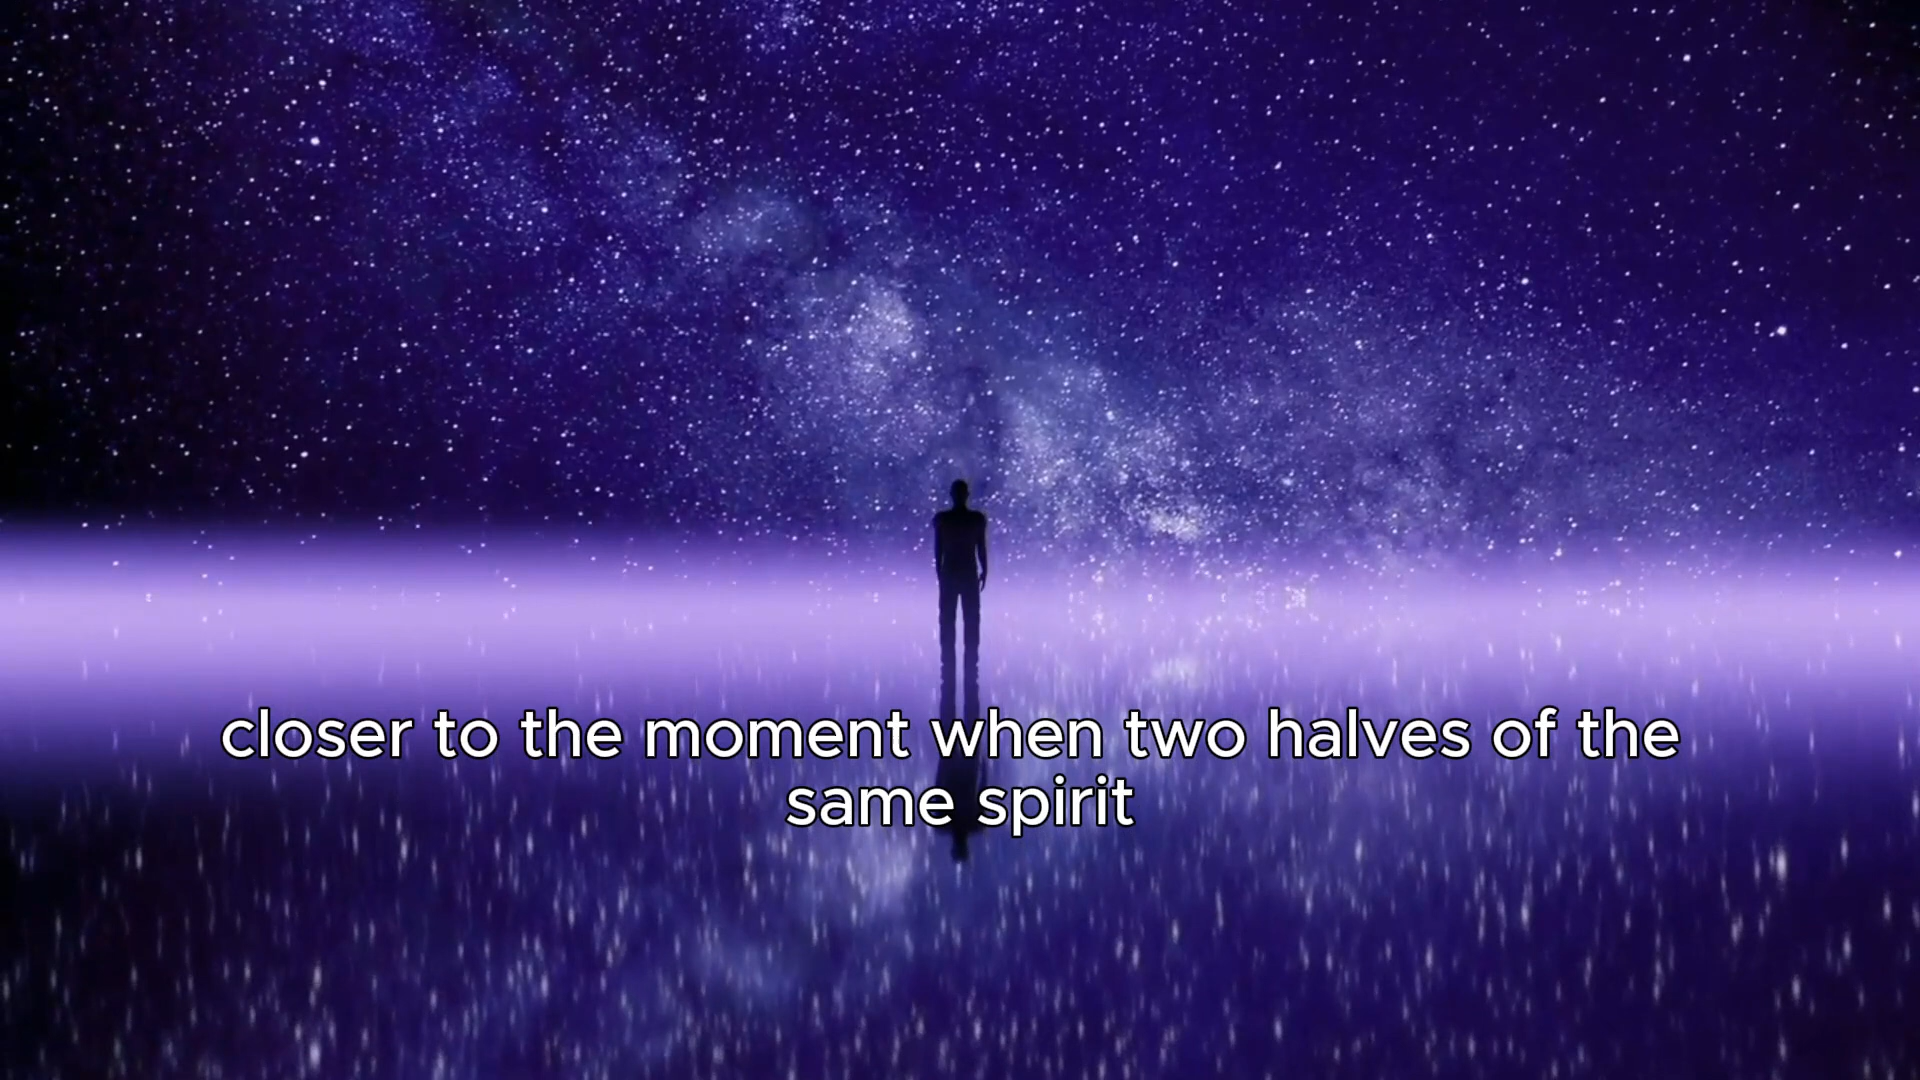 closer to the moment when two halves of the
same spirit